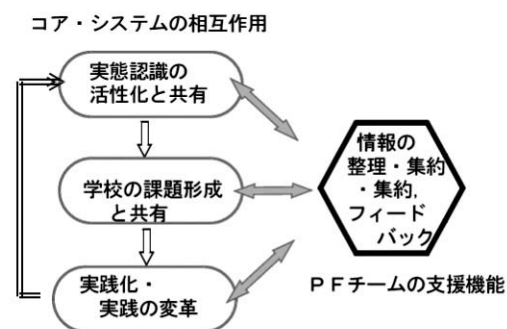 コア・システムの相互作用
実態認識の
活性化と共有
学校の課題形成
と共有
実践化・
実践の変革
情報の
整理・集約
・集約,
フィード
バック
ＰＦチームの支援機能